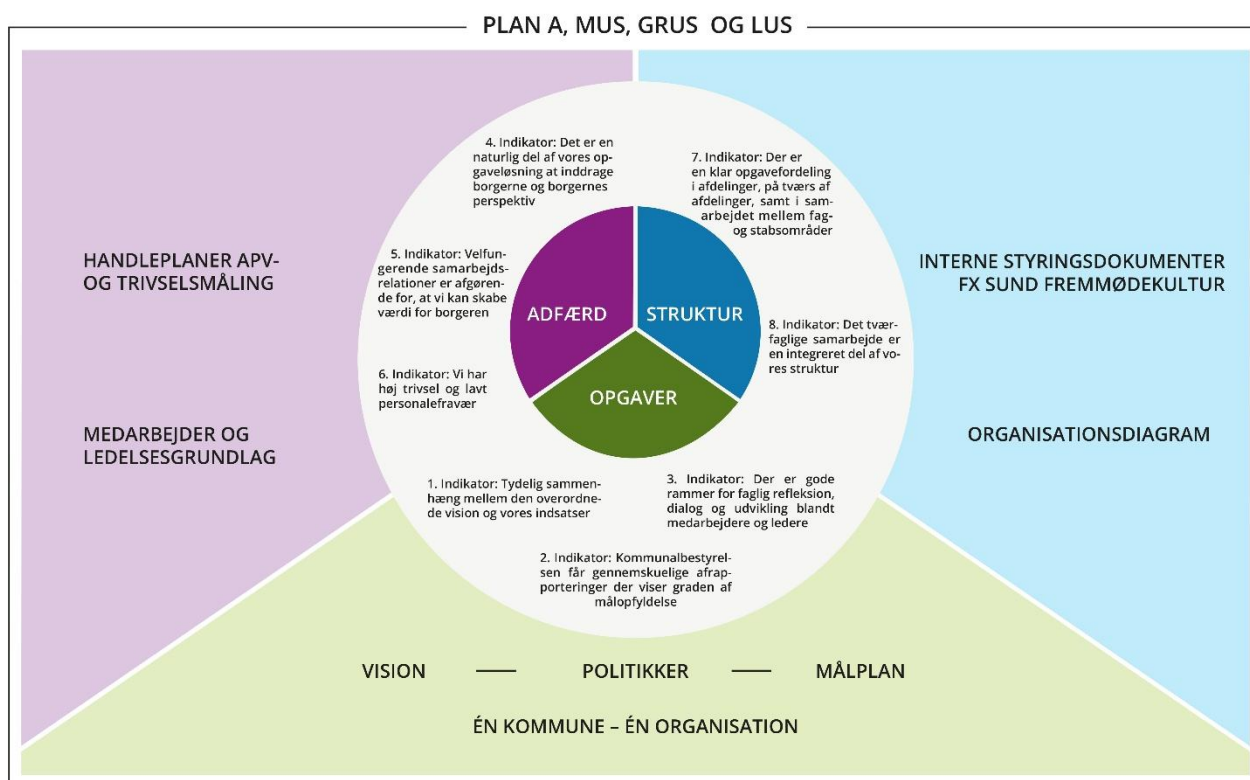 PLAN A, MUS, GRUS OG LUS
4. Indikator: Det er en
naturlig del af vores op-
gaveløsning at inddrage
borgerne og borgernes
perspektiv
7. Indikator: Der er
en klar opgavefordeling
i afdelinger, på tværs af
afdelinger, samt i sam-
arbejdet mellem fag-
og stabsområder
HANDLEPLANER APV-
OG TRIVSELSMÅLING
5. Indikator: Velfun-
gerende samarbejds-
relationer er afgøren-
de for, at vi kan skabe
værdi for borgeren
ADFÆRD
STRUKTUR
INTERNE STYRINGSDOKUMENTER
FX SUND FREMMØDEKULTUR
8. Indikator: Det tvær-
faglige samarbejde er
en integreret del af vo-
res struktur
6. Indikator: Vi har
høj trivsel og lavt
personalefravær
OPGAVER
MEDARBEJDER OG
LEDELSESGRUNDLAG
ORGANISATIONSDIAGRAM
1. Indikator: Tydelig sammen-
hæng mellem den overordne-
de vision og vores indsatser
3. Indikator: Der er gode
rammer for faglig refleksion,
dialog og udvikling blandt
medarbejdere og ledere
2. Indikator: Kommunalbestyrel-
sen får gennemskuelige afrap-
porteringer der viser graden af
målopfyldelse
VISION — POLITIKKER — MÅLPLAN
ÉN KOMMUNE – ÉN ORGANISATION